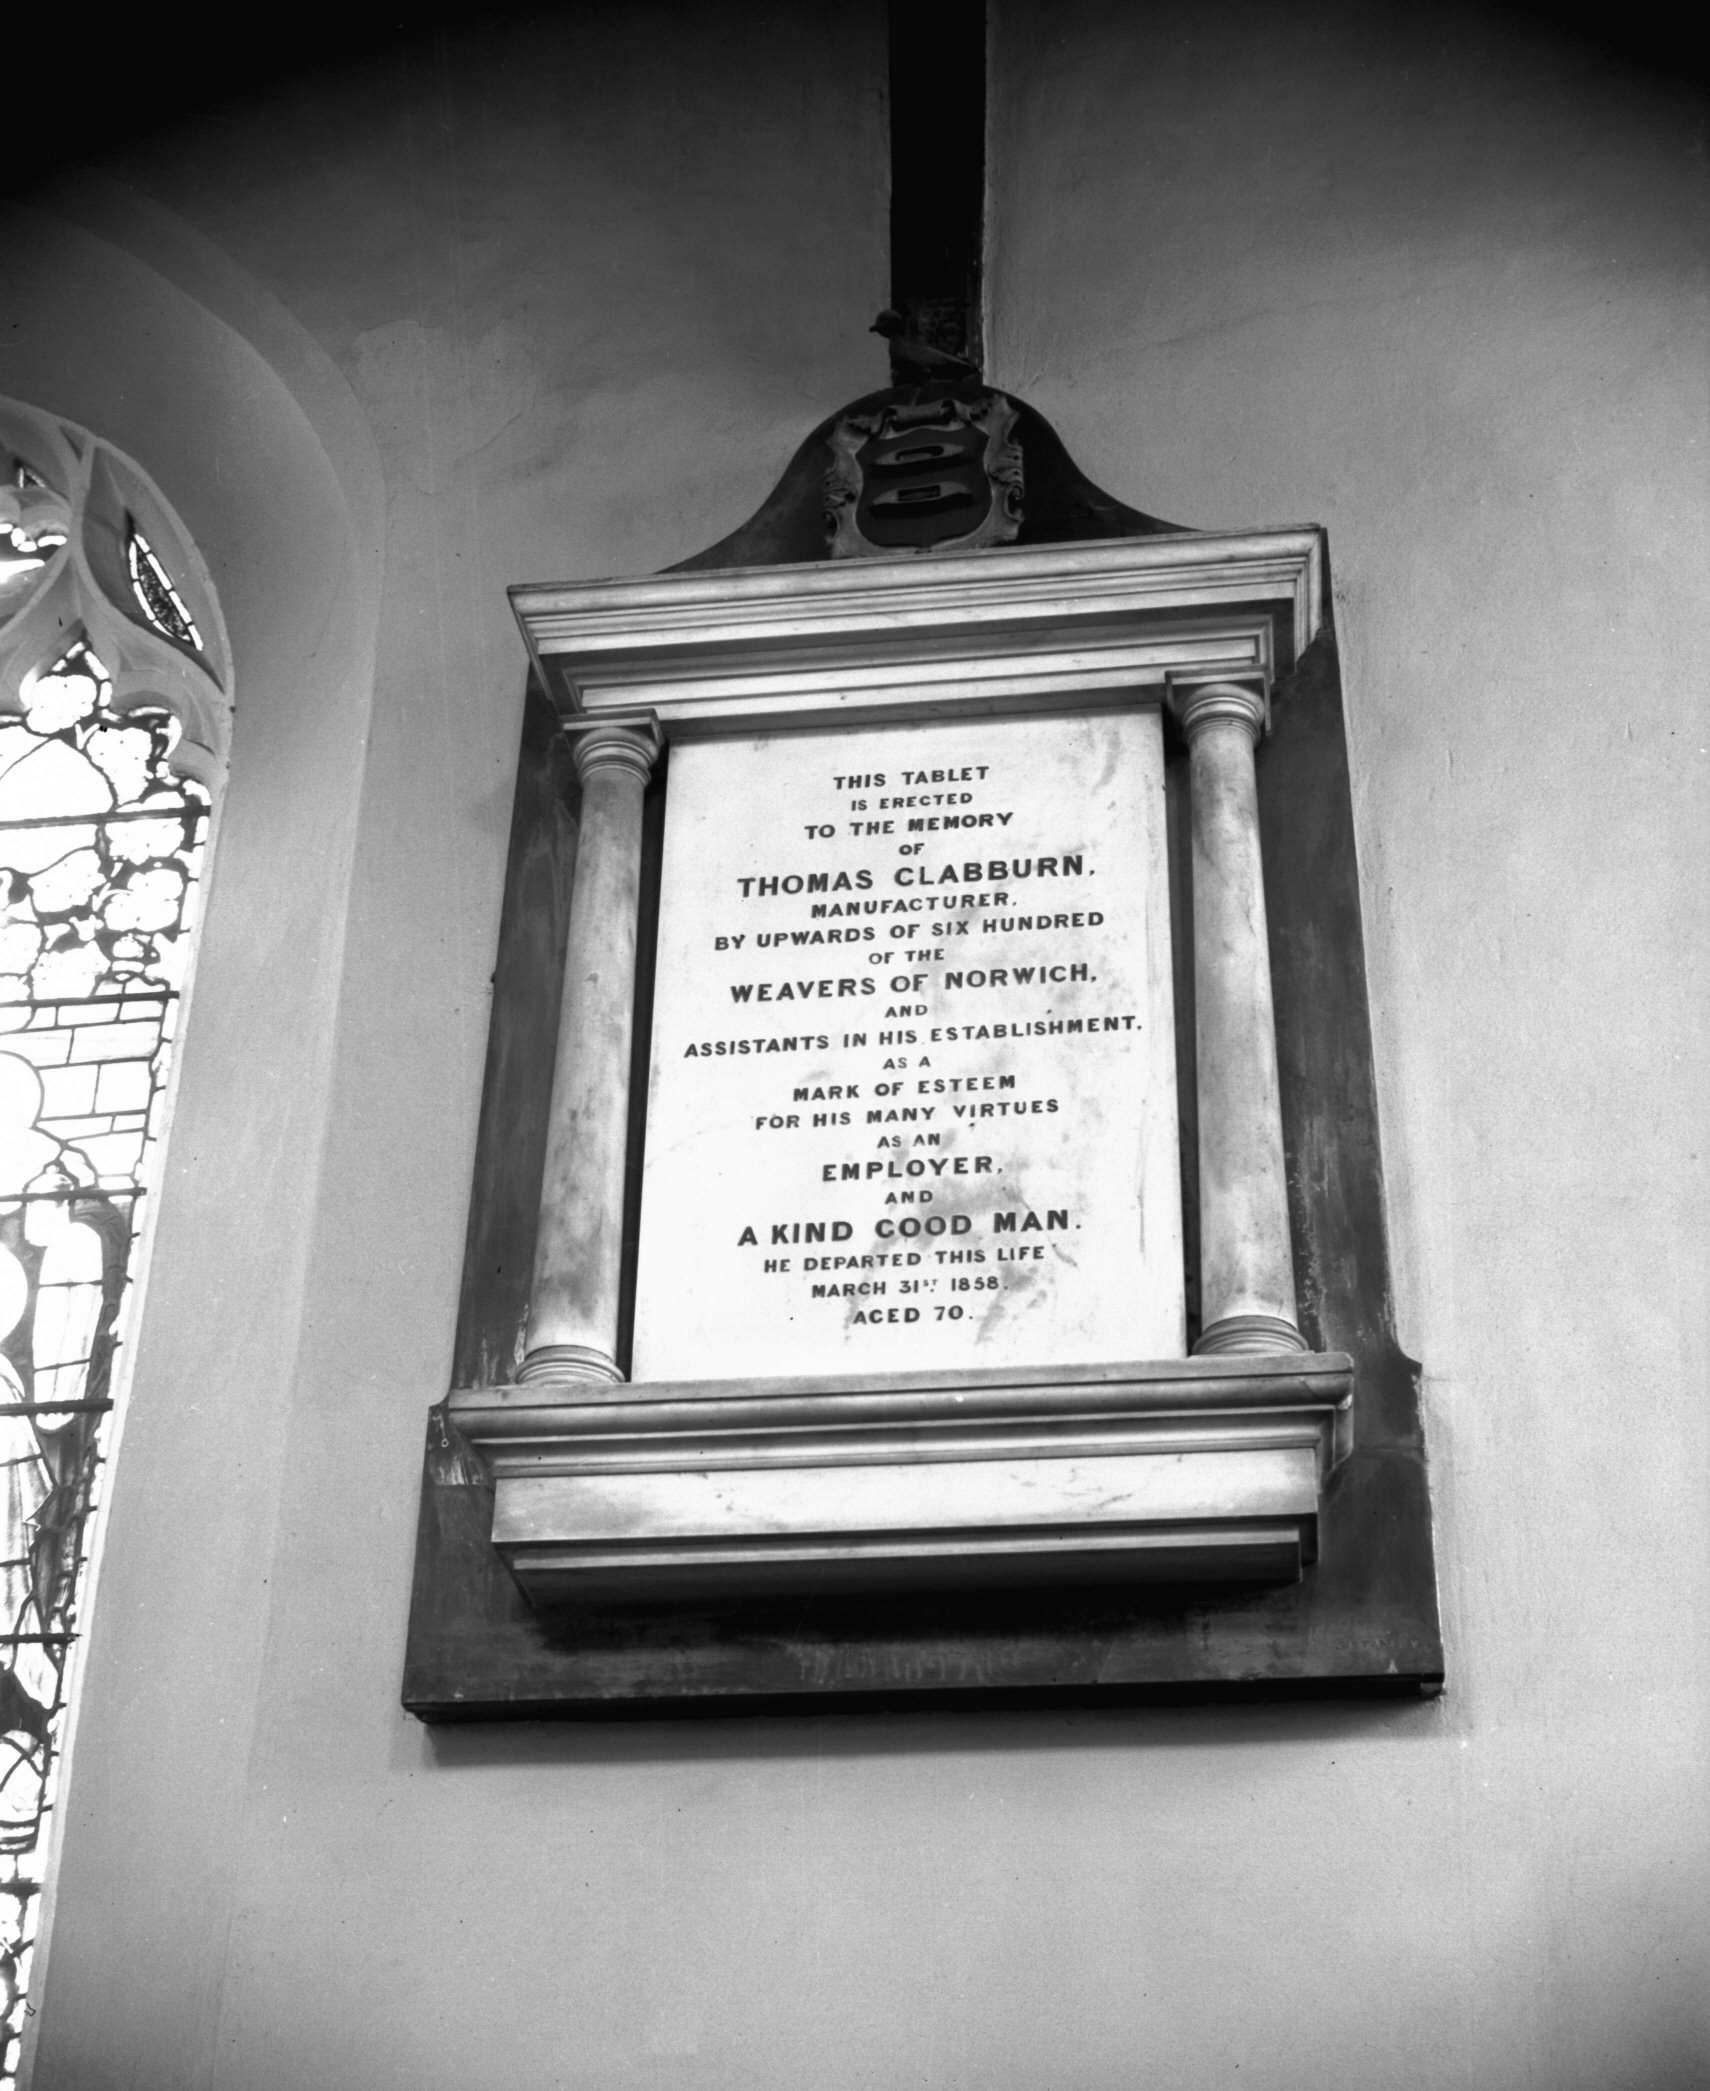 THIS TABLET
IS ERECTED
TO THE MEMORY
OF
THOMAS CLABBURN,
MANUFACTURER,
BY UPWARDS OF SIX HUNDRED
OF THE
WEAVERS OF NORWICH,
AND
ASSISTANTS IN HIS ESTABLISHMENT,
AS A
MARK OF ESTEEM
FOR HIS MANY VIRTUES
AS AN
EMPLOYER,
AND
A KIND GOOD MAN.
HE DEPARTED THIS LIFE
MARCH 31ST 1858.
AGED 70.